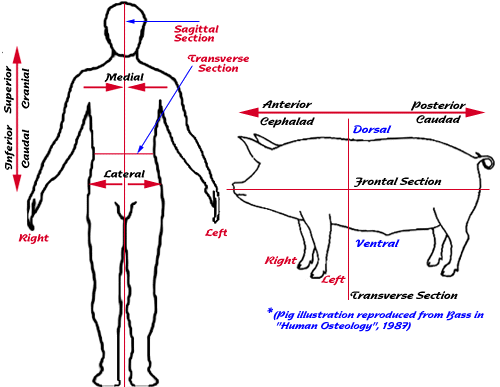 Sagittal
Section
Transverse
Section
Superior
Cranial
Medial
Inferior
Caudal
Lateral
Right
Left
Anterior
Posterior
Cephalad
Caudad
Dorsal
Frontal Section
Ventral
Right
Left
Transverse Section
*(Pig illustration reproduced from Bass in
"Human Osteology", 1987)